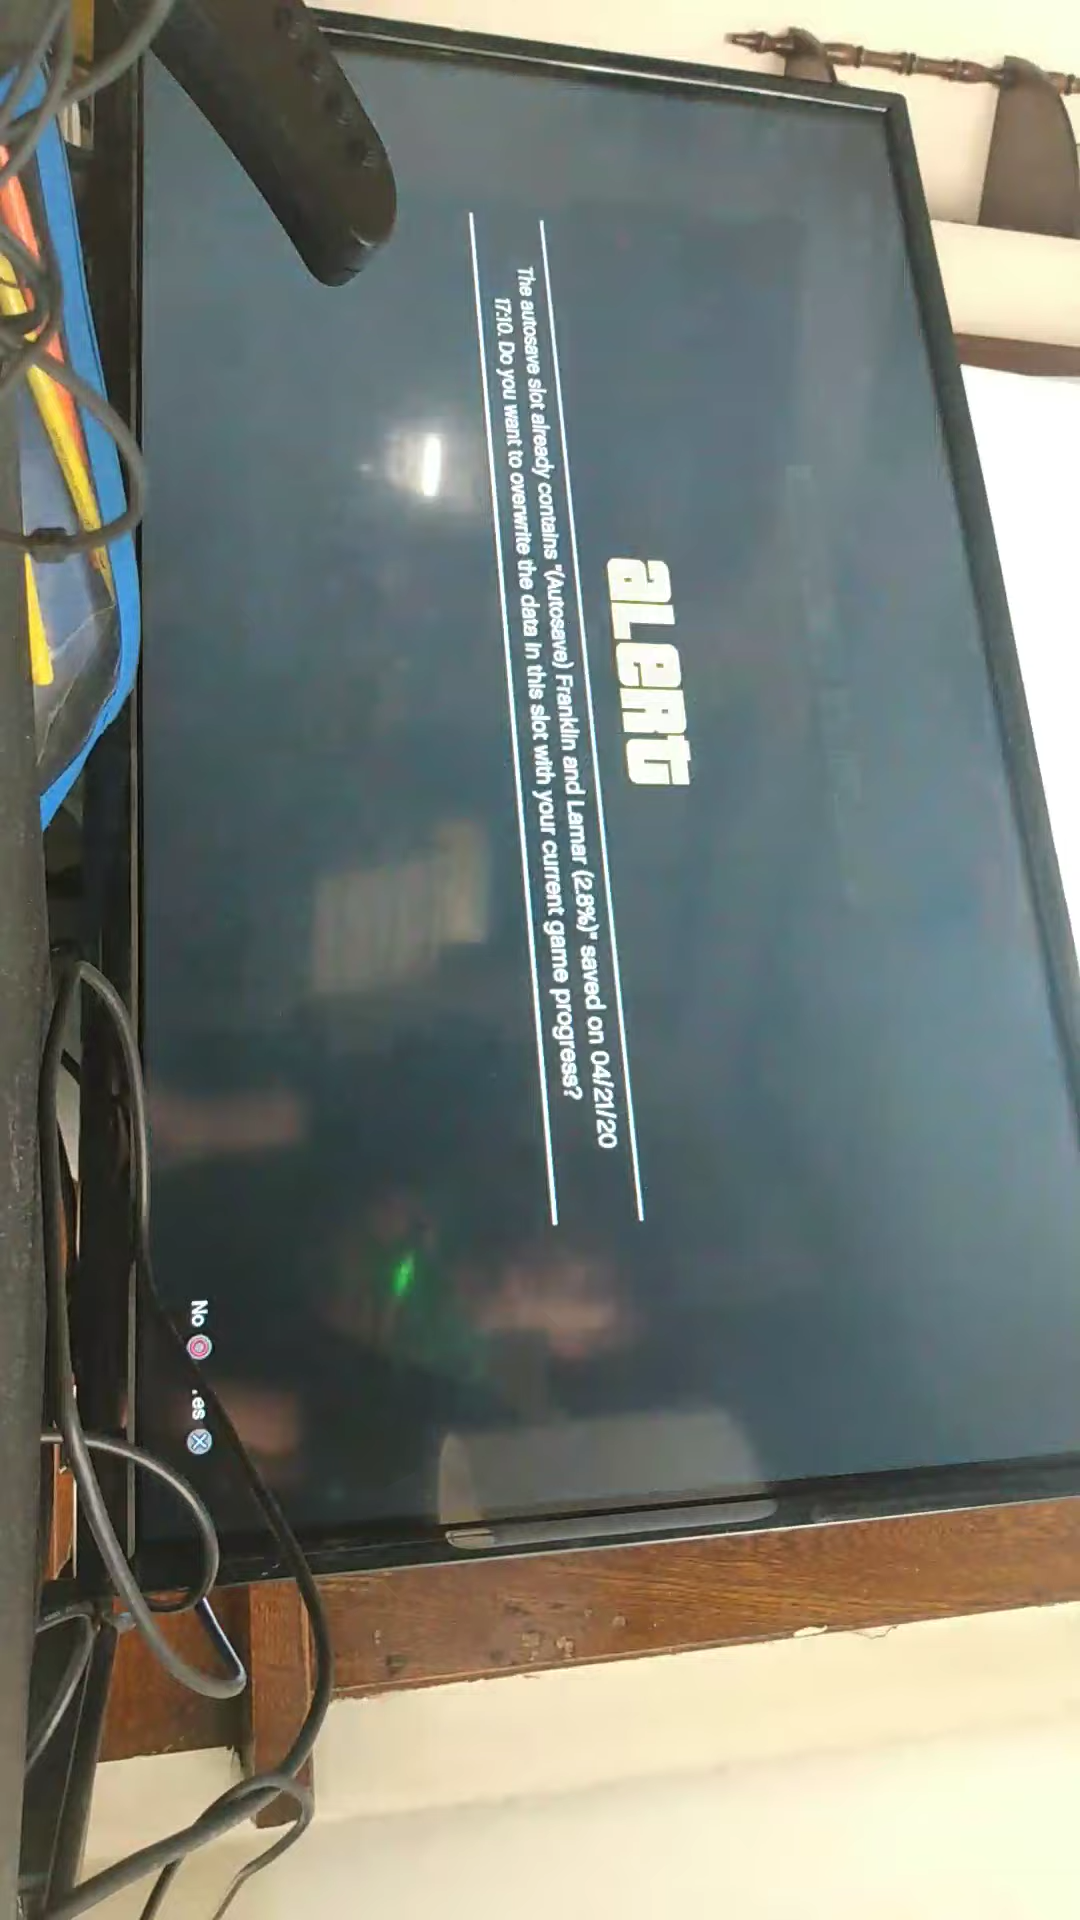 aLeRt
The autosave slot already contains "(Autosave) Franklin and Lamar (2.8%)" saved on 04/21/20
17:10. Do you want to overwrite the data in this slot with your current game progress?
No .es